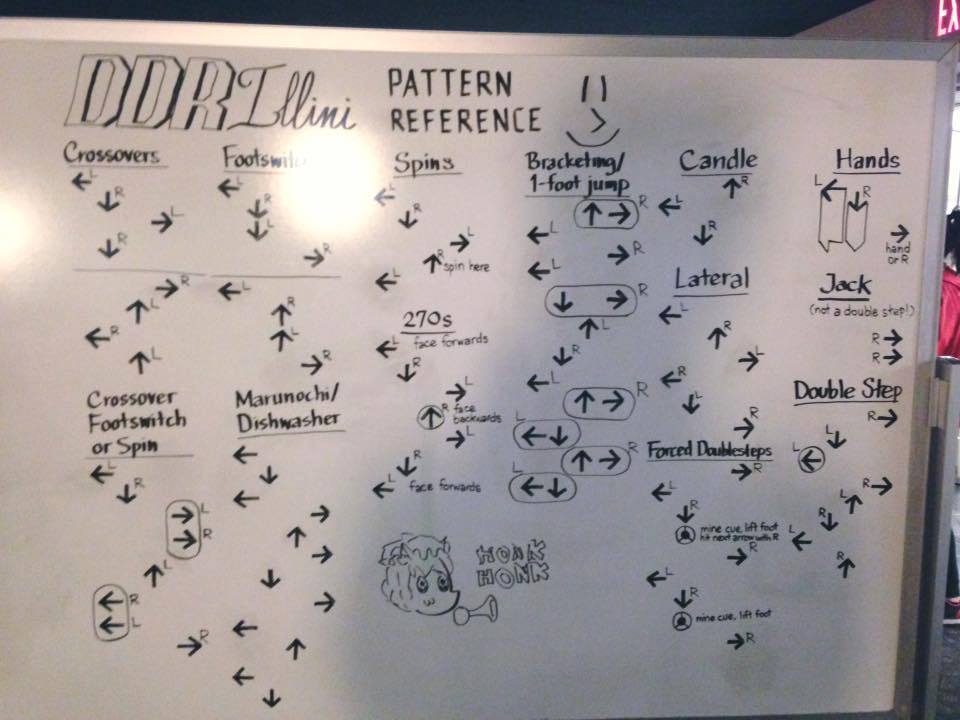 DDR Illini
PATTERN
REFERENCE
Crossovers
← L
↓ R
→ L
↓ R
→ R
↑ L
← R
↑ L
Footswitc
← L
↓ R
↓ L
→ R
← L
↑ R
↑ L
→ R
Spins
← L
↓ R
→ L
↑ R spin here
← L
270s
← L face forwards
↓ R
→ L
↑ R face
backwards
→ L
↓ R
← L face forwards
Bracketing/
1-foot jump
↑ → R
← L
→ R
← L
↓ → R
↑ L
↓ R
← L
↑ → R
L
← ↓
↑ → R
L
← ↓
Candle
↑ R
← L
↓ R
Lateral
← L
↑ R
→ L
← R
↓ L
→ R
Hands
L ← ↓ R
→
hand
or R
Jack
(not a double step!)
R →
R →
Double Step
R →
↓ L
L ←
R →
L ↑
R ↓
L ←
R ↑
Crossover
Footswitch
or Spin
← L
↓ R
→ L
→ R
↑ L
← R
← L
→ R
Marunochi/
Dishwasher
←
↓
←
→
↑
→
↓
→
←
↑
←
↓
Forced Doublesteps
→ R
← L
↓ R
mine cue, lift foot
hit next arrow with R
→ R
← L
↓ R
mine cue, lift foot
→ R
HONK
HONK
EX